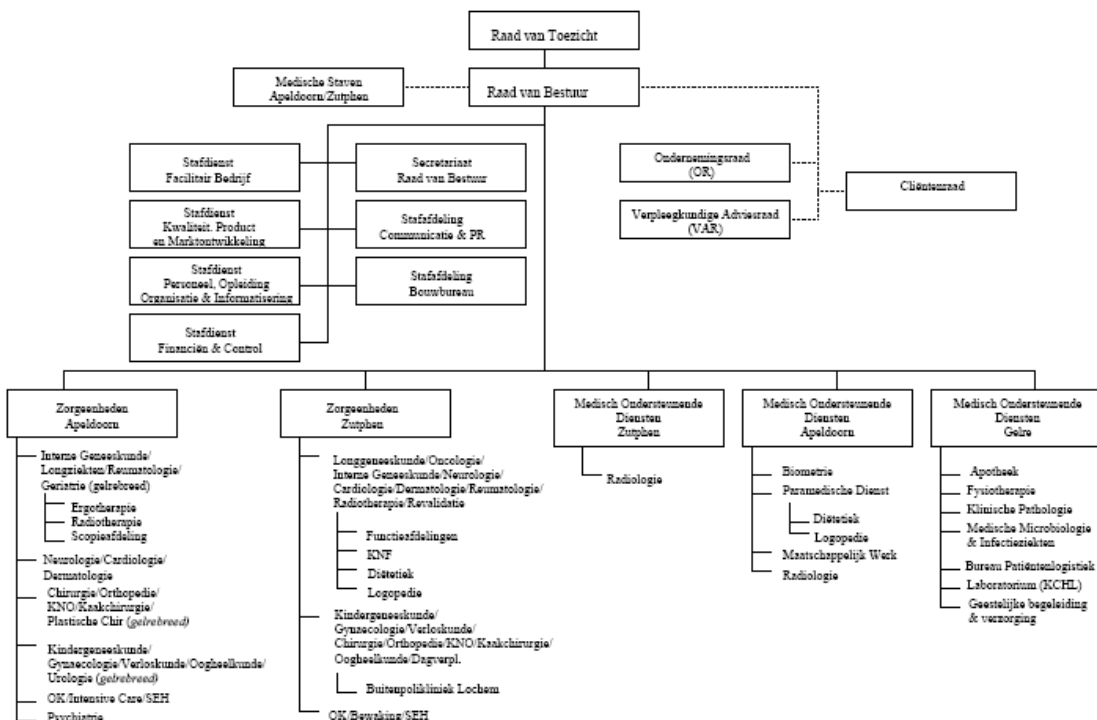 Raad van Toezicht
Medische Staven
Apeldoorn/Zutphen
Raad van Bestuur
Stafdienst
Facilitair Bedrijf
Secretariaat
Raad van Bestuur
Ondernemingsraad
(OR)
Cliëntenraad
Stafdienst
Kwaliteit. Product
en Marktontwikkeling
Stafafdeling
Communicatie & PR
Verpleegkundige Adviesraad
(VAR)
Stafdienst
Personeel, Opleiding
Organisatie & Informatisering
Stafafdeling
Bouwbureau
Stafdienst
Financiën & Control
Zorgeenheden
Apeldoorn
Interne Geneeskunde/
Longziekten/Reumatologie/
Geriatrie (gelrebreed)
Ergotherapie
Radiotherapie
Scopieafdeling
Neurologie/Cardiologie/
Dermatologie
Chirurgie/Orthopedie/
KNO/Kaakchirurgie/
Plastische Chir (gelrebreed)
Kindergeneeskunde/
Gynaecologie/Verloskunde/Oogheelkunde/
Urologie (gelrebreed)
OK/Intensive Care/SEH
Psychiatrie
Zorgeenheden
Zutphen
Longgeneeskunde/Oncologie/
Interne Geneeskunde/Neurologie/
Cardiologie/Dermatologie/Reumatologie/
Radiotherapie/Revalidatie
Functieafdelingen
KNF
Diëtetiek
Logopedie
Kindergeneeskunde/
Gynaecologie/Verloskunde/
Chirurgie/Orthopedie/KNO/Kaakchirurgie/
Oogheelkunde/Dagverpl.
Buitenpolikliniek Lochem
OK/Bewaking/SEH
Medisch Ondersteunende
Diensten
Zutphen
Radiologie
Medisch Ondersteunende
Diensten
Apeldoorn
Biometrie
Paramedische Dienst
Diëtetiek
Logopedie
Maatschappelijk Werk
Radiologie
Medisch Ondersteunende
Diensten
Gelre
Apotheek
Fysiotherapie
Klinische Pathologie
Medische Microbiologie
& Infectieziekten
Bureau Patiëntenlogistiek
Laboratorium (KCHL)
Geestelijke begeleiding
& verzorging